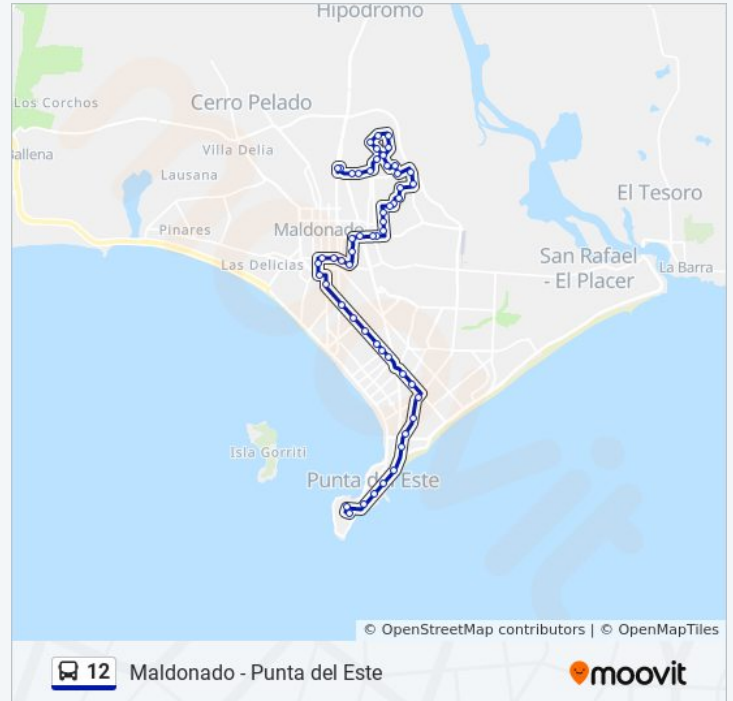 Hipodromo
Los Corchos
Cerro Pelado
allena
Villa Delia
Lausana
El Tesoro
Pinares
Maldonado
Las Delicias
San Rafael
- El Placer
La Barra
Isla Gorriti
Punta del Este
© OpenStreetMap contributors | © OpenMapTiles
12 Maldonado - Punta del Este
moovit